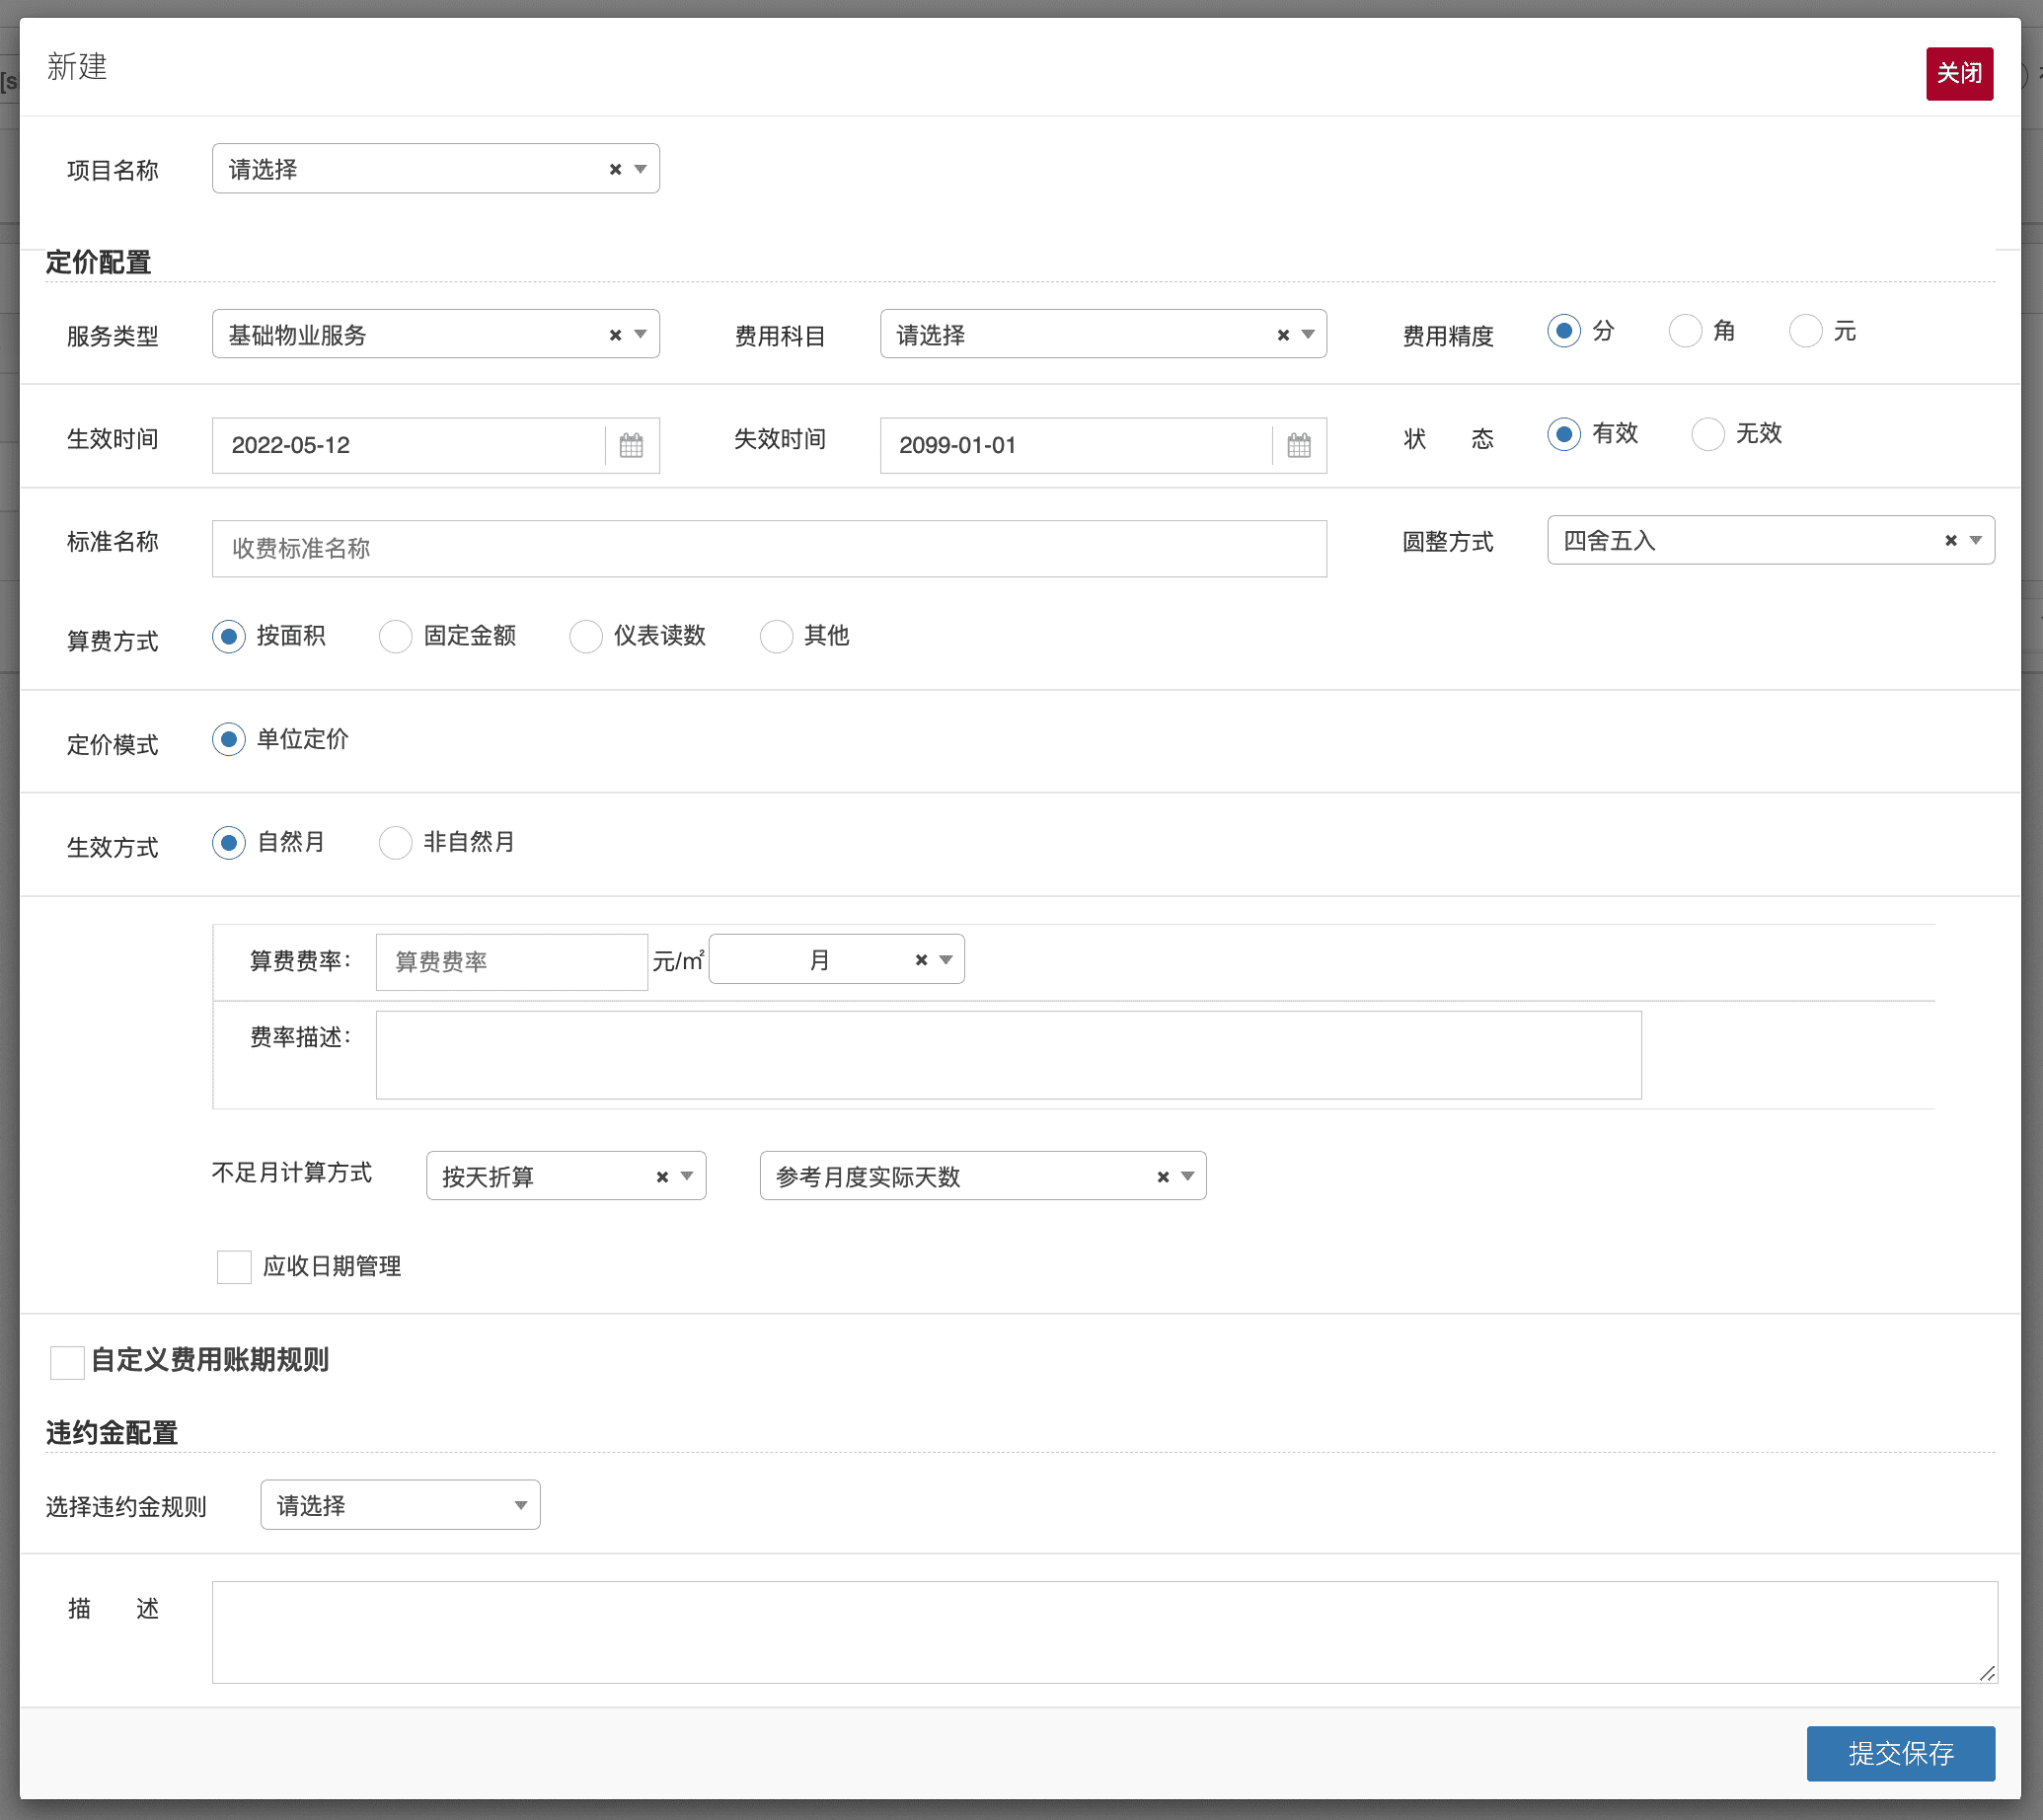 新建
关闭
[s
项目名称 请选择
定价配置
服务类型 基础物业服务 费用科目 请选择 费用精度 分 角 元
生效时间 2022-05-12 失效时间 2099-01-01 状 态 有效 无效
标准名称 收费标准名称 圆整方式 四舍五入
算费方式 按面积 固定金额 仪表读数 其他
定价模式 单位定价
生效方式 自然月 非自然月
算费费率： 算费费率 元/㎡ 月
费率描述：
不足月计算方式 按天折算 参考月度实际天数
应收日期管理
自定义费用账期规则
违约金配置
选择违约金规则 请选择
描 述
提交保存